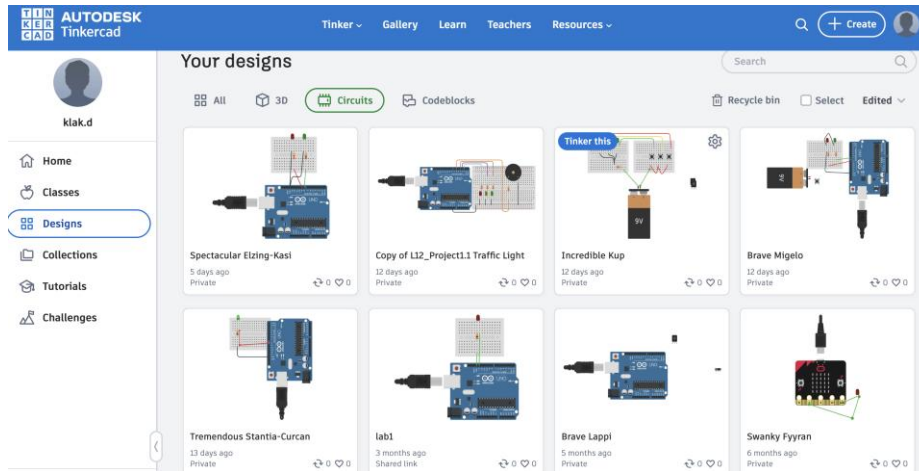 TIN
KER
CAD
AUTODESK
Tinkercad
Tinker
Gallery
Learn
Teachers
Resources
Create
klak.d
Home
Classes
Designs
Collections
Tutorials
Challenges
Your designs
Search
All
3D
Circuits
Codeblocks
Recycle bin
Select
Edited
UNO
Spectacular Elzing-Kasi
5 days ago
Private
0 0
Copy of L12_Project1.1 Traffic Light
12 days ago
Private
0 0
Tinker this
9V
Incredible Kup
12 days ago
Private
0 0
9V
Brave Migelo
12 days ago
Private
0 0
Tremendous Stantia-Curcan
13 days ago
Private
0 0
UNO
lab1
3 months ago
Shared link
0 0
Brave Lappi
5 months ago
Private
0 0
Swanky Fyyran
6 months ago
Private
0 0